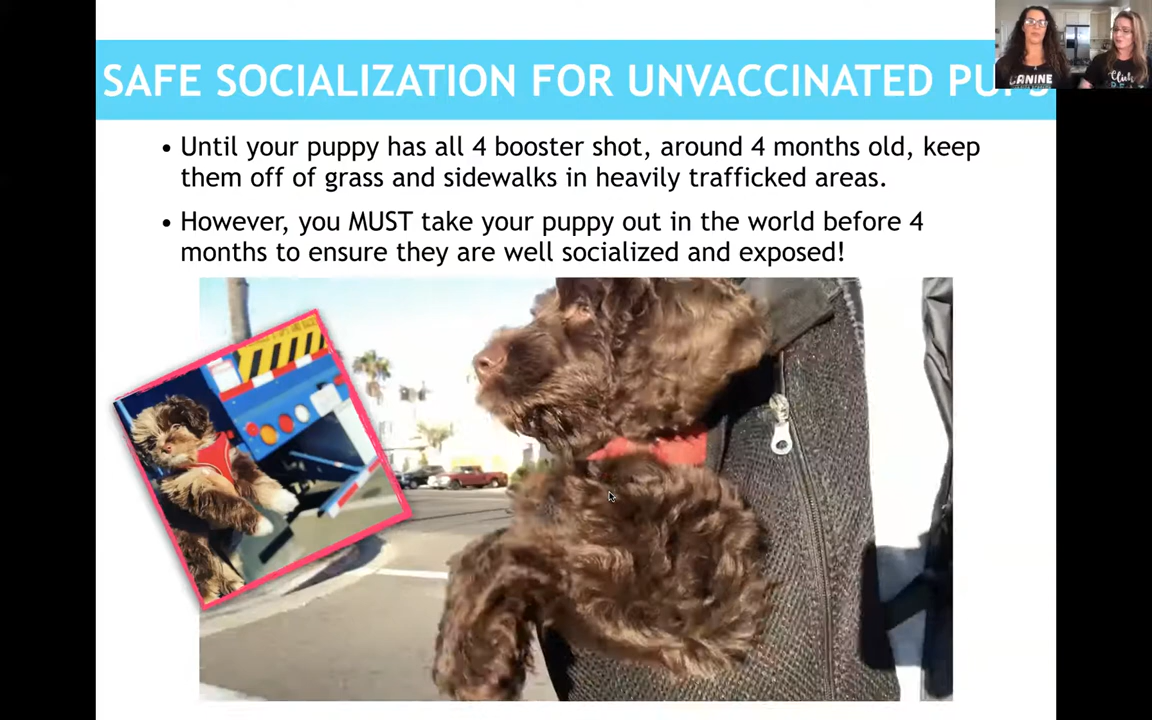 SAFE SOCIALIZATION FOR UNVACCINATED PUPS
• Until your puppy has all 4 booster shot, around 4 months old, keep
them off of grass and sidewalks in heavily trafficked areas.
• However, you MUST take your puppy out in the world before 4
months to ensure they are well socialized and exposed!
CANINE